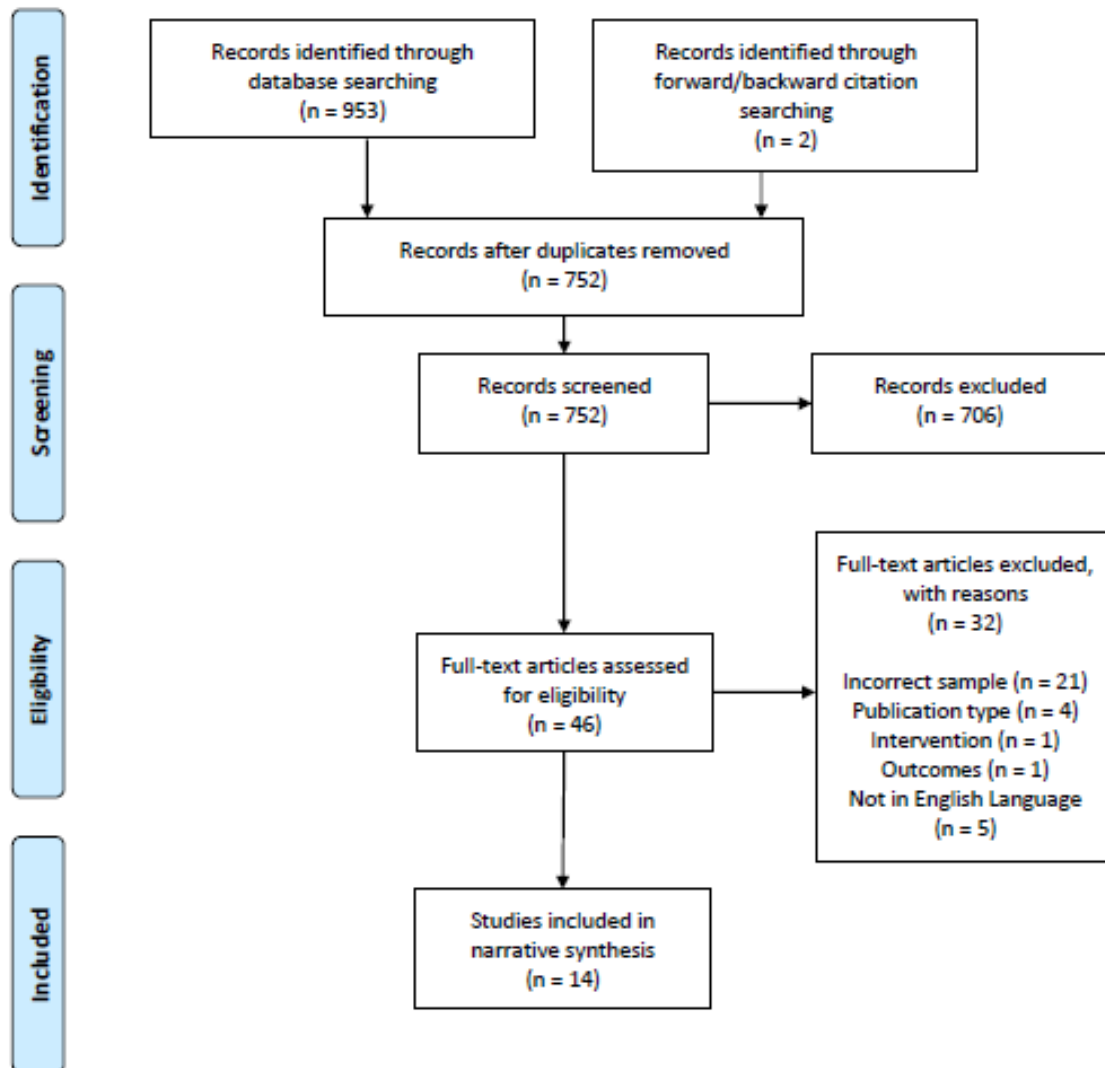 Identification
Records identified through
database searching
(n = 953)
Records identified through
forward/backward citation
searching
(n = 2)
Records after duplicates removed
(n = 752)
Screening
Records screened
(n = 752)
Records excluded
(n = 706)
Eligibility
Full-text articles assessed
for eligibility
(n = 46)
Full-text articles excluded,
with reasons
(n = 32)
Incorrect sample (n = 21)
Publication type (n = 4)
Intervention (n = 1)
Outcomes (n = 1)
Not in English Language
(n = 5)
Included
Studies included in
narrative synthesis
(n = 14)